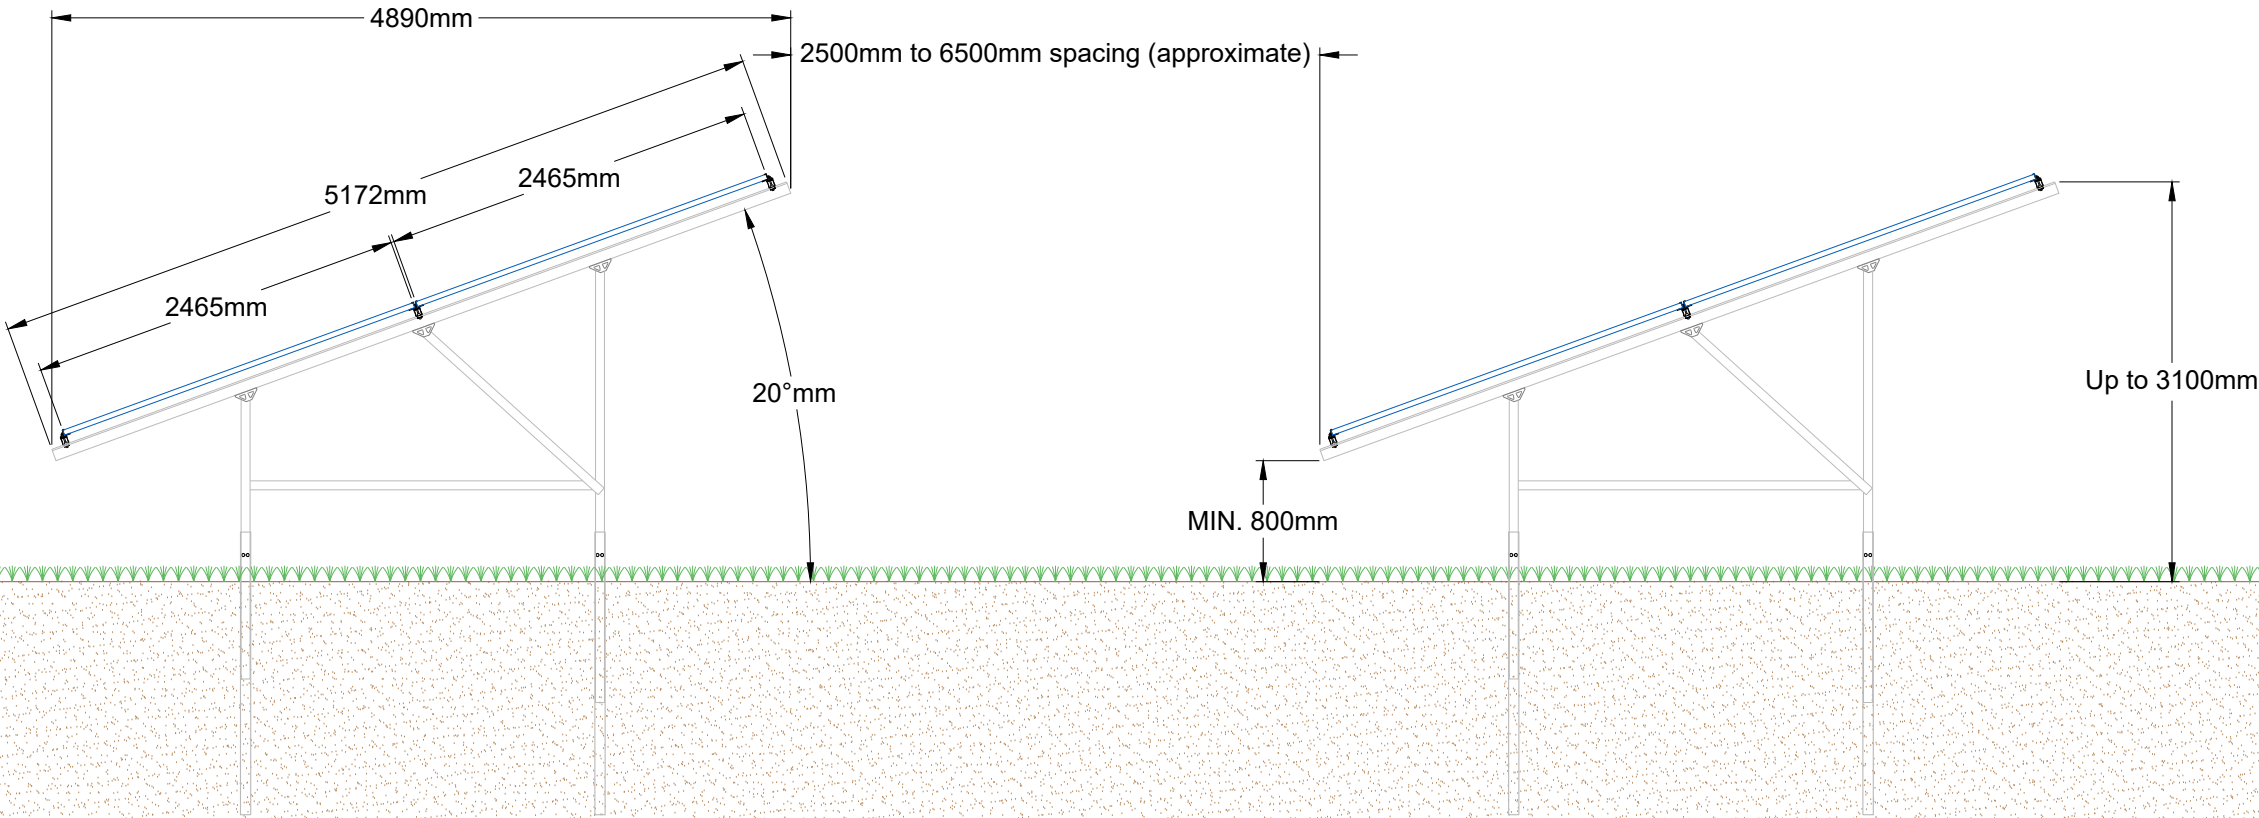 4890mm
2500mm to 6500mm spacing (approximate)
2465mm
5172mm
2465mm
20°mm
Up to 3100mm
MIN. 800mm